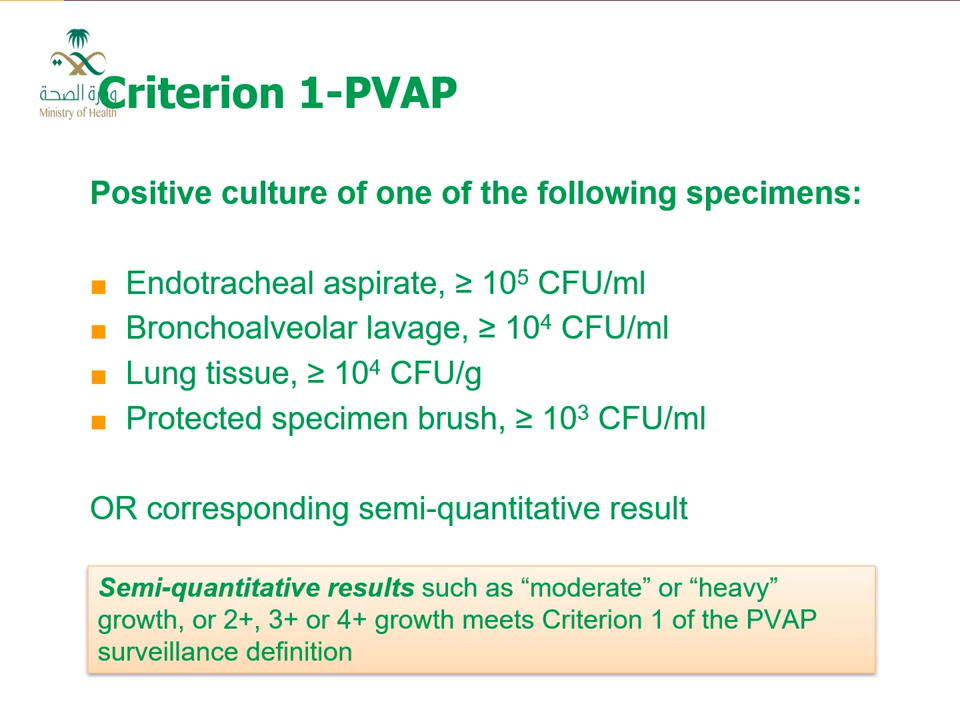 وزارة الصحة
Ministry of Health
Criterion 1-PVAP
Positive culture of one of the following specimens:
■ Endotracheal aspirate, ≥ 10⁵ CFU/ml
■ Bronchoalveolar lavage, ≥ 10⁴ CFU/ml
■ Lung tissue, ≥ 10⁴ CFU/g
■ Protected specimen brush, ≥ 10³ CFU/ml
OR corresponding semi-quantitative result
Semi-quantitative results such as “moderate” or “heavy”
growth, or 2+, 3+ or 4+ growth meets Criterion 1 of the PVAP
surveillance definition